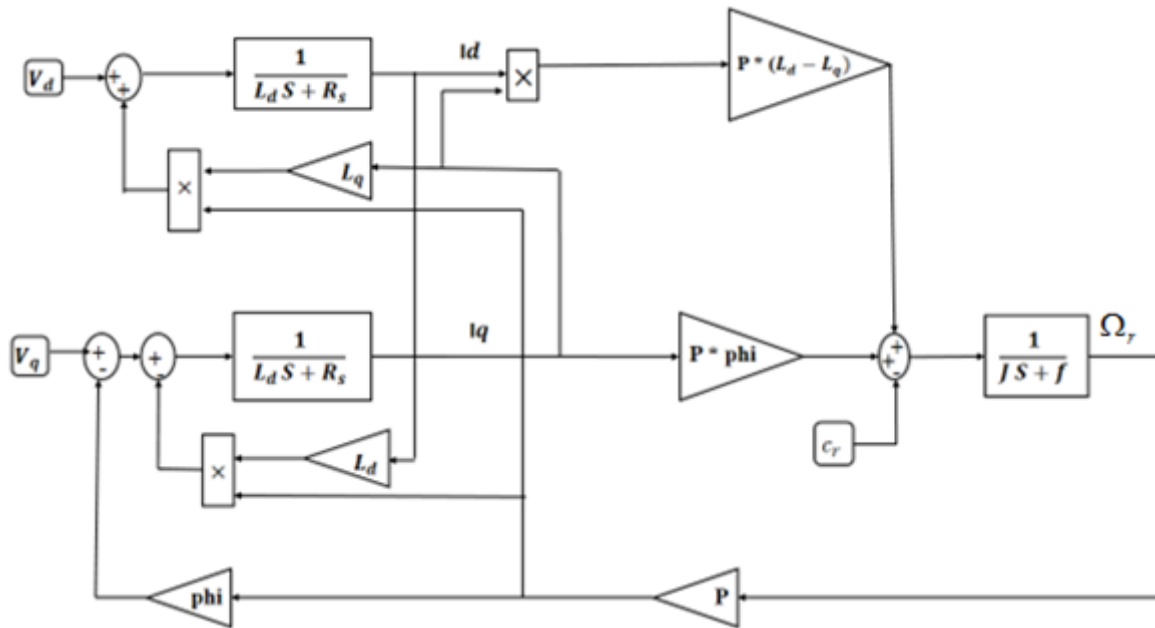 V_d
+
+
1
L_d S + R_s
Id
×
P * (L_d − L_q)
×
L_q
V_q
+
-
+
-
1
L_d S + R_s
Iq
P * phi
+
+
-
1
J S + f
Ω_r
c_r
×
L_d
phi
P